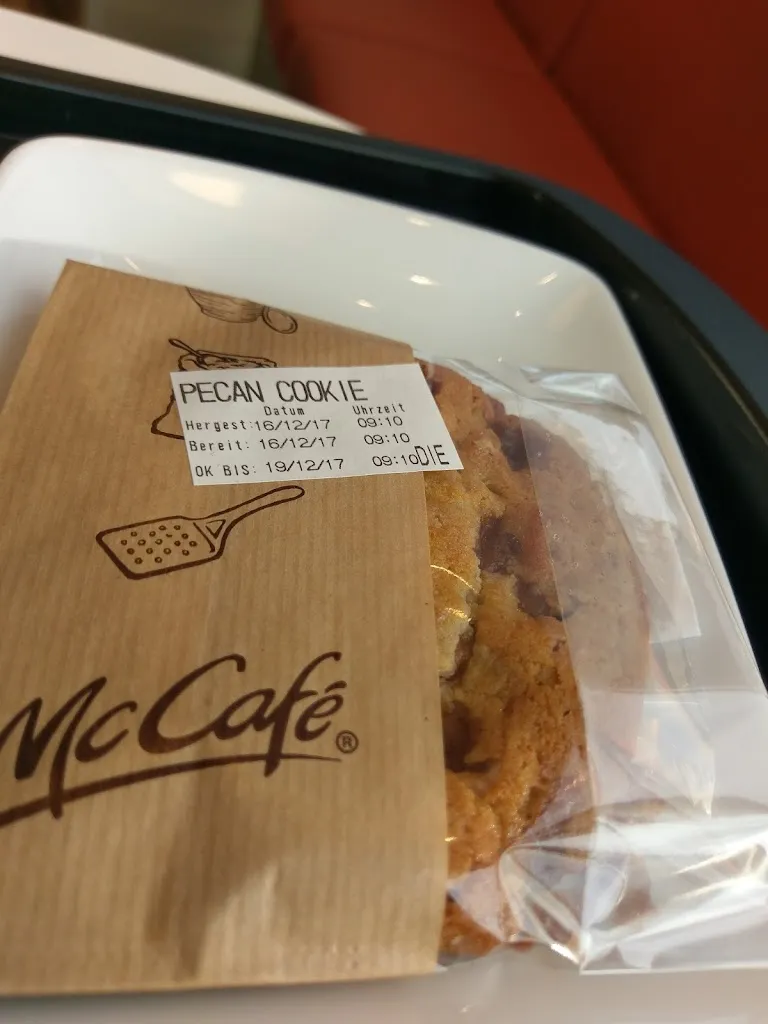 PECAN COOKIE
Datum Uhrzeit
Hergest:16/12/17 09:10
Bereit: 16/12/17 09:10
OK BIS: 19/12/17 09:10DIE
McCafé®